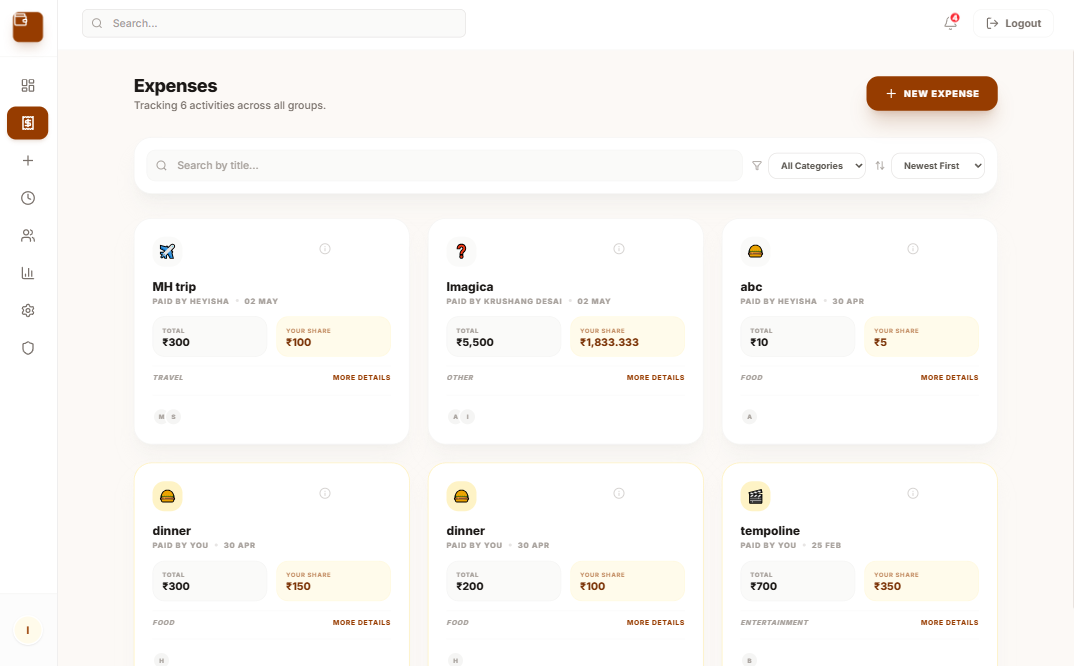 Search...
4
Logout
Expenses
Tracking 6 activities across all groups.
+ NEW EXPENSE
Search by title...
All Categories
Newest First
MH trip
PAID BY HEYISHA • 02 MAY
TOTAL
₹300
YOUR SHARE
₹100
TRAVEL
MORE DETAILS
M S
Imagica
PAID BY KRUSHANG DESAI • 02 MAY
TOTAL
₹5,500
YOUR SHARE
₹1,833.333
OTHER
MORE DETAILS
A I
abc
PAID BY HEYISHA • 30 APR
TOTAL
₹10
YOUR SHARE
₹5
FOOD
MORE DETAILS
A
dinner
PAID BY YOU • 30 APR
TOTAL
₹300
YOUR SHARE
₹150
FOOD
MORE DETAILS
H
dinner
PAID BY YOU • 30 APR
TOTAL
₹200
YOUR SHARE
₹100
FOOD
MORE DETAILS
H
tempoline
PAID BY YOU • 25 FEB
TOTAL
₹700
YOUR SHARE
₹350
ENTERTAINMENT
MORE DETAILS
B
I